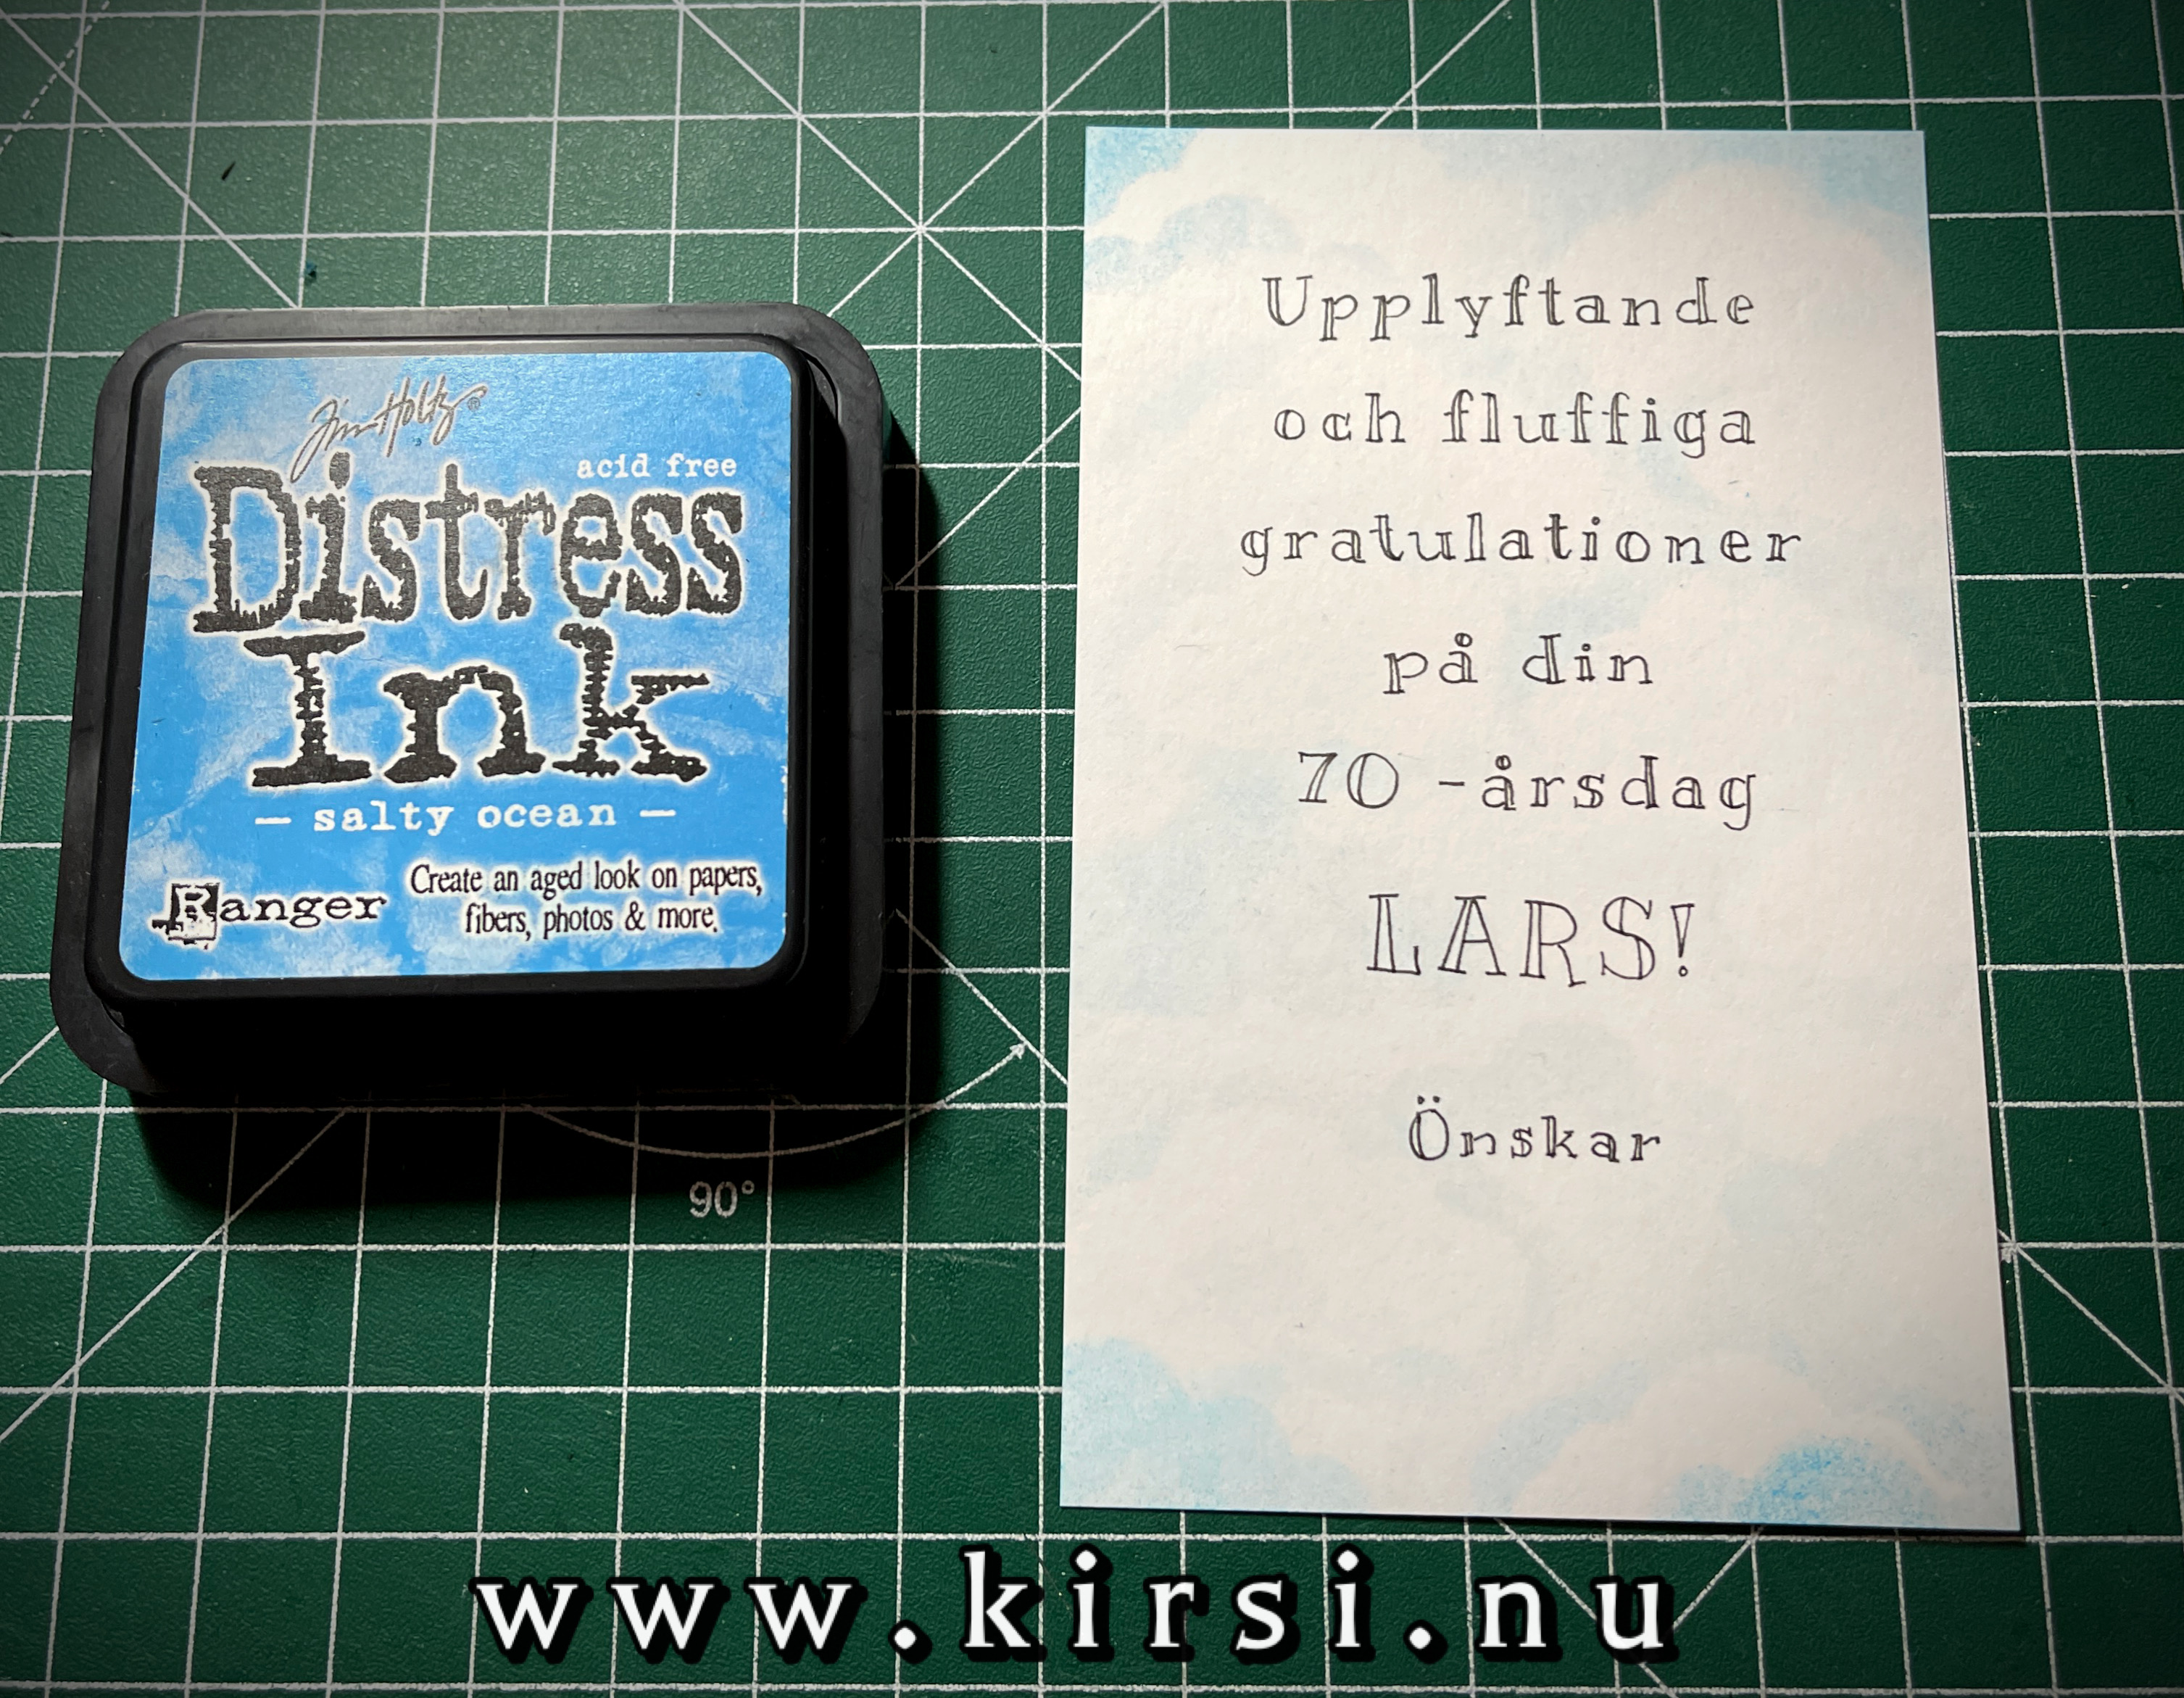 Tim Holtz®
acid free
Distress
Ink
— salty ocean —
Ranger
Create an aged look on papers,
fibers, photos & more.
90°
Upplyftande
och fluffiga
gratulationer
på din
70 -årsdag
LARS!
Önskar
www.kirsi.nu